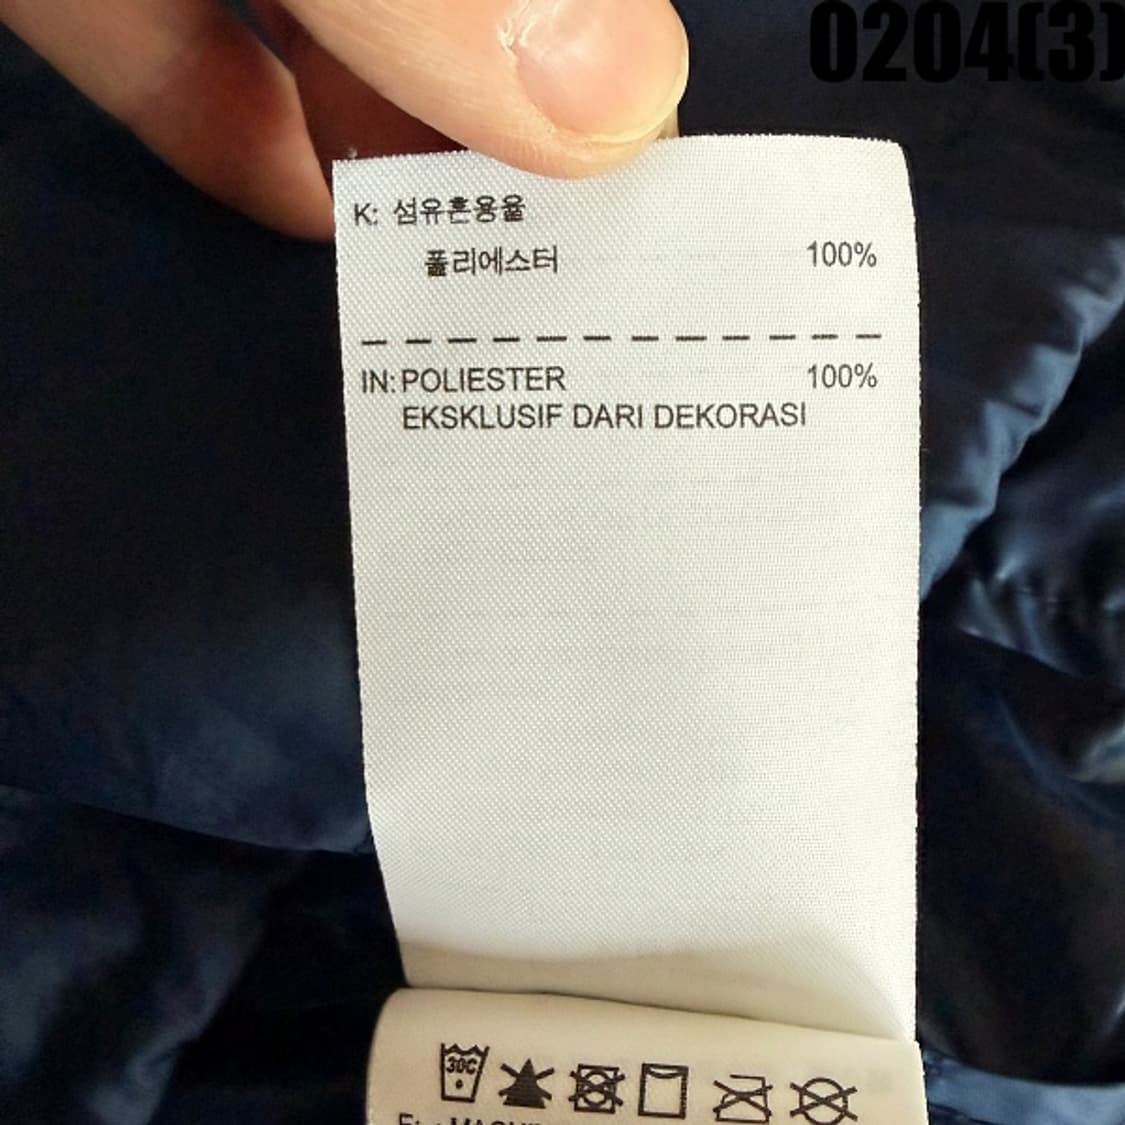 0204(3)
K: 섬유혼용율
폴리에스터 100%
IN: POLIESTER 100%
EKSKLUSIF DARI DEKORASI
30C